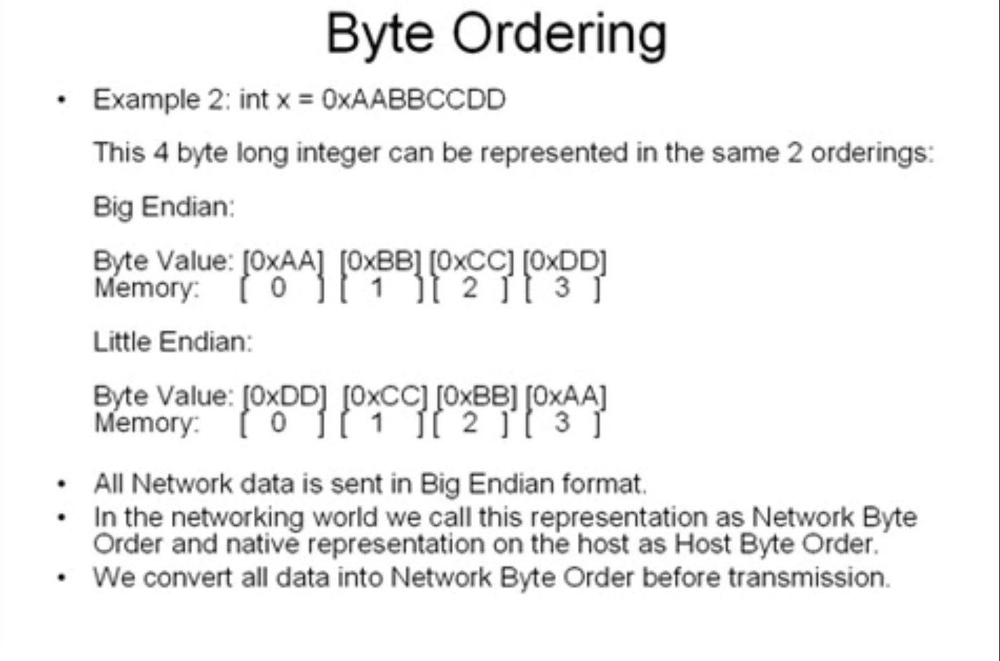 Byte Ordering
• Example 2: int x = 0xAABBCCDD
This 4 byte long integer can be represented in the same 2 orderings:
Big Endian:
Byte Value: [0xAA] [0xBB] [0xCC] [0xDD]
Memory: [ 0 ] [ 1 ] [ 2 ] [ 3 ]
Little Endian:
Byte Value: [0xDD] [0xCC] [0xBB] [0xAA]
Memory: [ 0 ] [ 1 ] [ 2 ] [ 3 ]
• All Network data is sent in Big Endian format.
• In the networking world we call this representation as Network Byte
Order and native representation on the host as Host Byte Order.
• We convert all data into Network Byte Order before transmission.